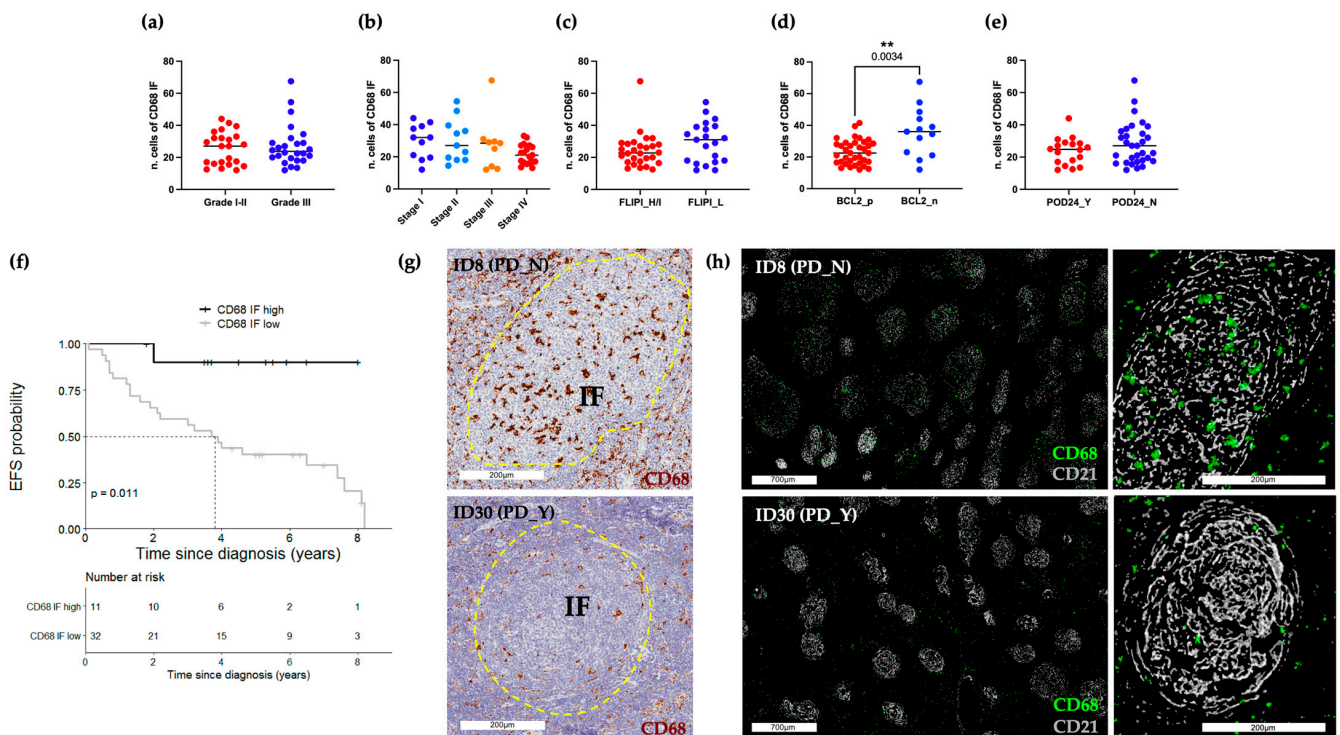 (a)
n. cells of CD68 IF
80
60
40
20
0
Grade I-II
Grade III
(b)
n. cells of CD68 IF
80
60
40
20
0
Stage I
Stage II
Stage III
Stage IV
(c)
n. cells of CD68 IF
80
60
40
20
0
FLIPI_H/I
FLIPI_L
(d)
**
0.0034
n. cells of CD68 IF
80
60
40
20
0
BCL2_p
BCL2_n
(e)
n. cells of CD68 IF
80
60
40
20
0
POD24_Y
POD24_N
(f)
CD68 IF high
CD68 IF low
EFS probability
1.00
0.75
0.50
0.25
0.00
p = 0.011
0 2 4 6 8
Time since diagnosis (years)
Number at risk
CD68 IF high 11 10 6 2 1
CD68 IF low 32 21 15 9 3
0 2 4 6 8
Time since diagnosis (years)
(g)
ID8 (PD_N)
IF
200μm
CD68
ID30 (PD_Y)
IF
200μm
CD68
(h)
ID8 (PD_N)
CD68
CD21
700μm
200μm
ID30 (PD_Y)
CD68
CD21
700μm
200μm